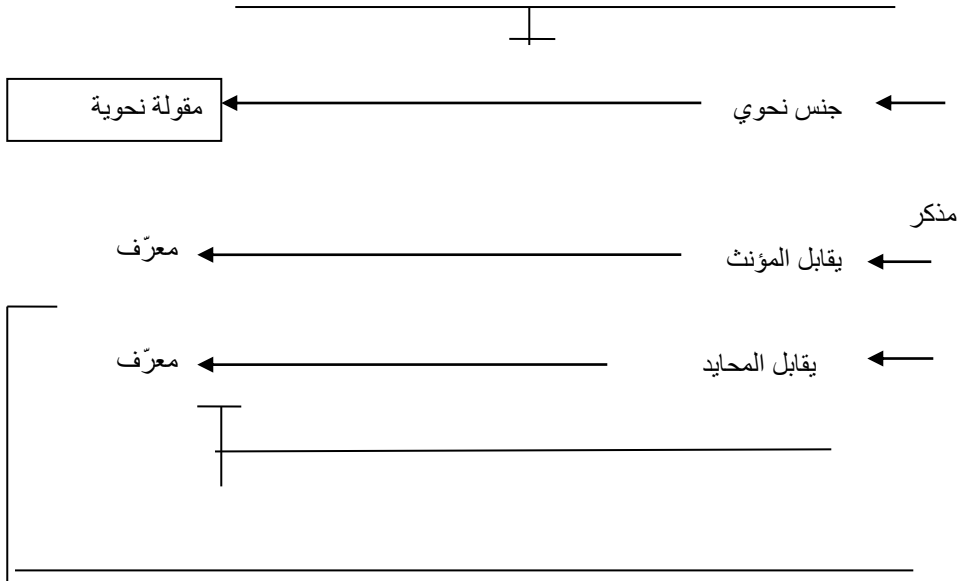 جنس نحوي مقولة نحوية
مذكر
يقابل المؤنث معرّف
يقابل المحايد معرّف